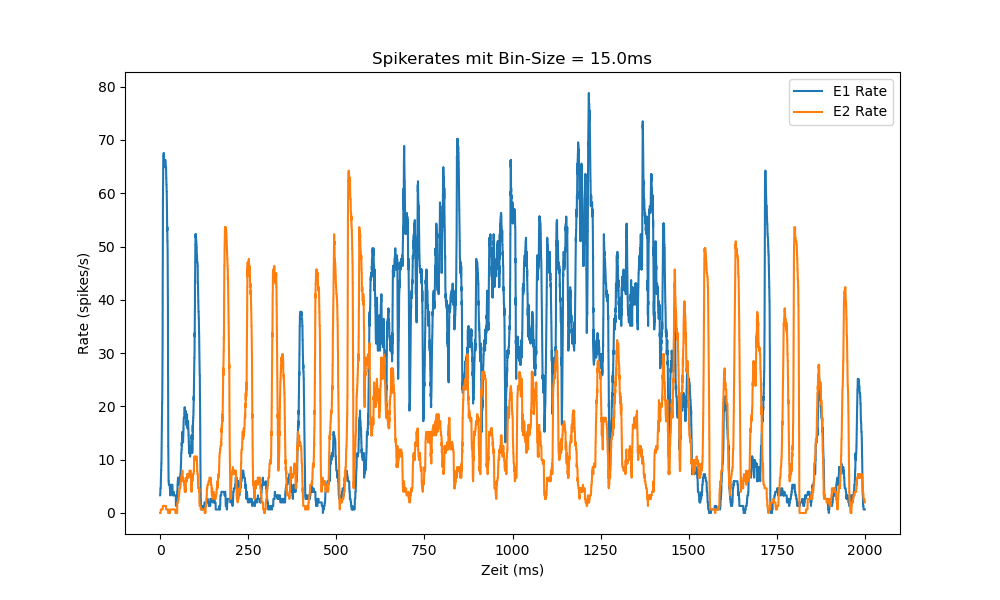 Spikerates mit Bin-Size = 15.0ms
E1 Rate
E2 Rate
80
70
60
50
40
30
20
10
0
Rate (spikes/s)
0 250 500 750 1000 1250 1500 1750 2000
Zeit (ms)